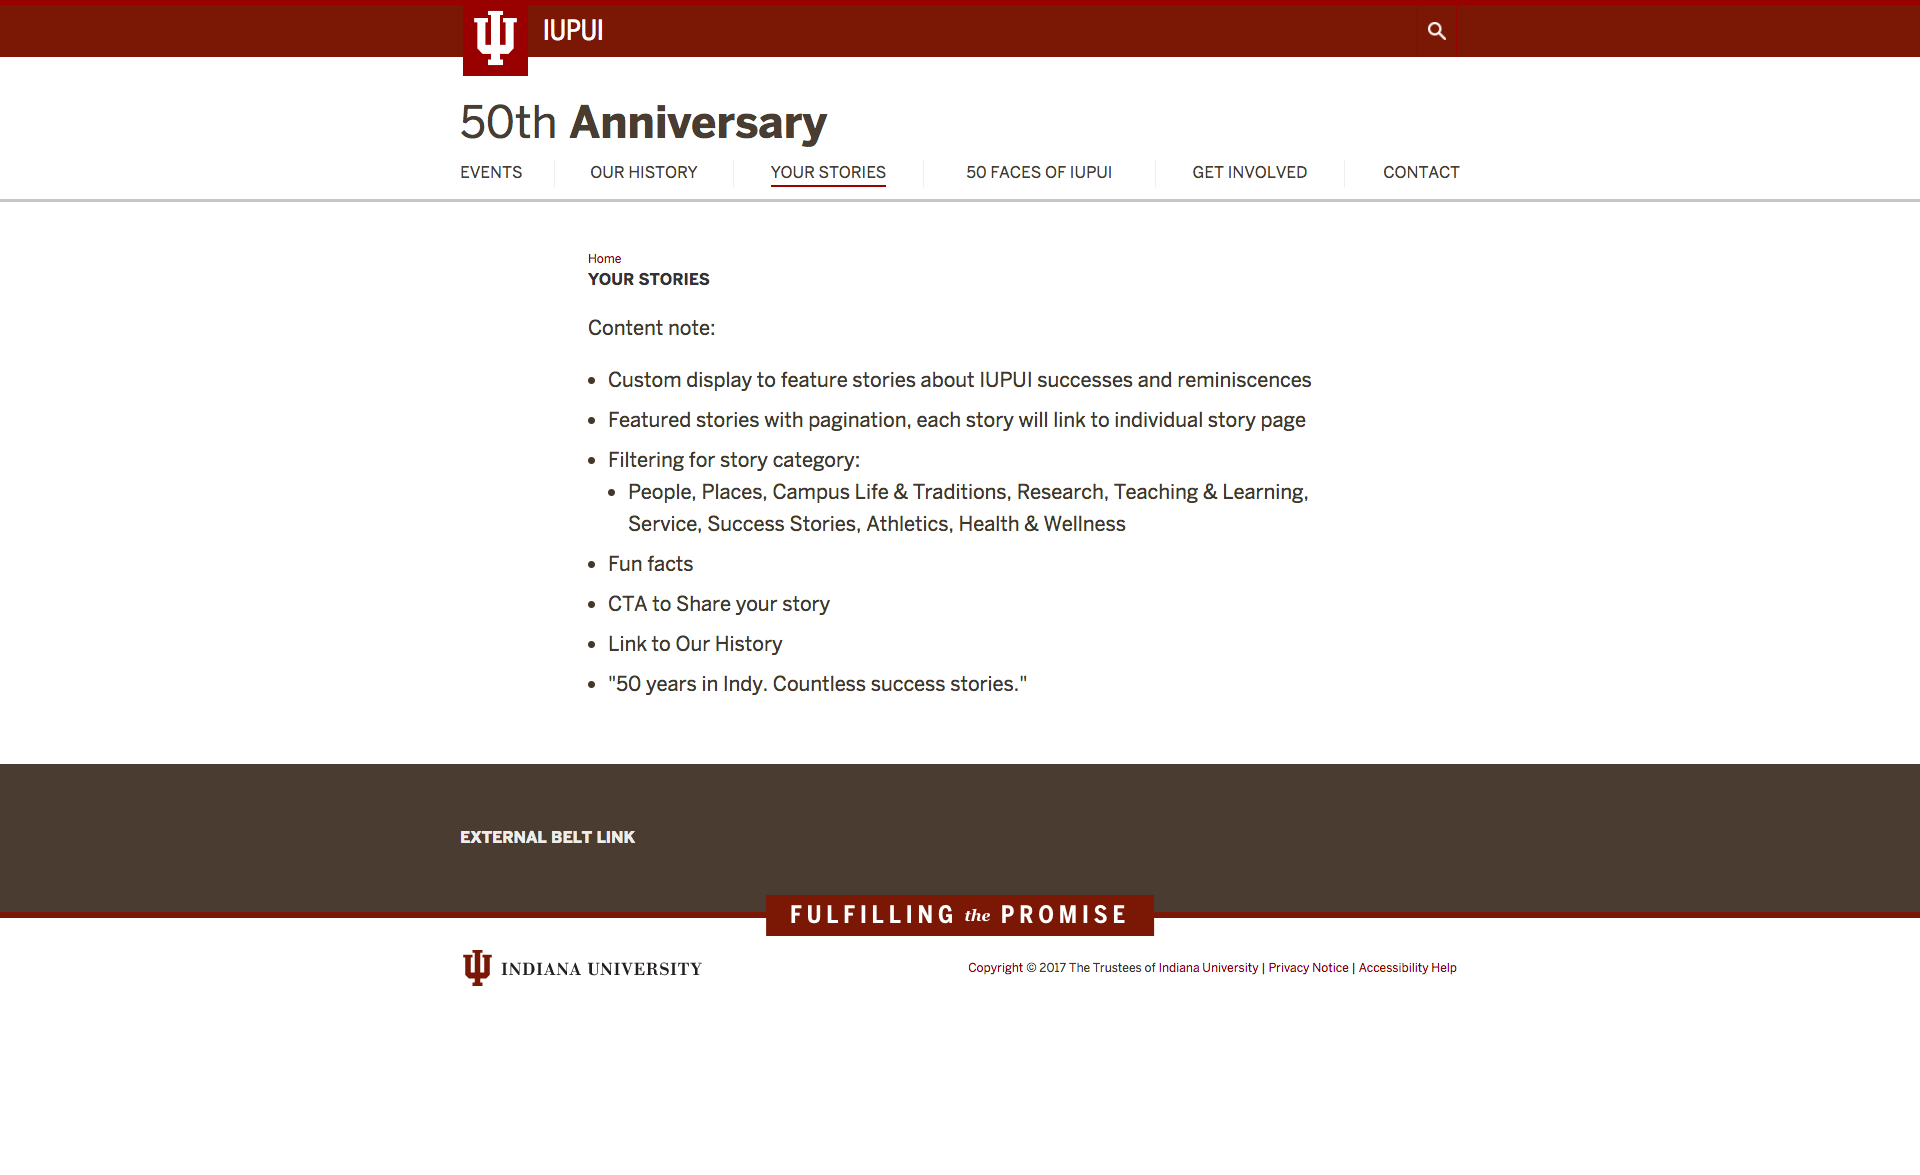 IUPUI
50th Anniversary
EVENTS
OUR HISTORY
YOUR STORIES
50 FACES OF IUPUI
GET INVOLVED
CONTACT
Home
YOUR STORIES
Content note:
• Custom display to feature stories about IUPUI successes and reminiscences
• Featured stories with pagination, each story will link to individual story page
• Filtering for story category:
• People, Places, Campus Life & Traditions, Research, Teaching & Learning,
Service, Success Stories, Athletics, Health & Wellness
• Fun facts
• CTA to Share your story
• Link to Our History
• "50 years in Indy. Countless success stories."
EXTERNAL BELT LINK
FULFILLING the PROMISE
INDIANA UNIVERSITY
Copyright © 2017 The Trustees of Indiana University | Privacy Notice | Accessibility Help